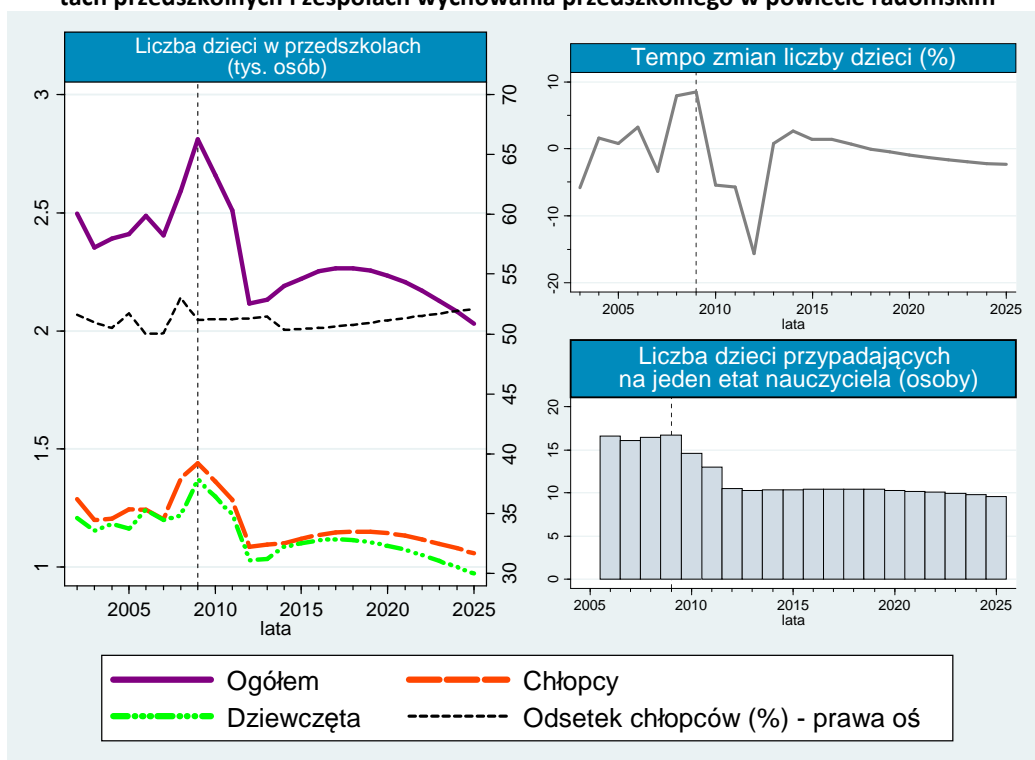 tach przedszkolnych i zespołach wychowania przedszkolnego w powiecie radomskim
Liczba dzieci w przedszkolach
(tys. osób)
3
2.5
2
1.5
1
70
65
60
55
50
45
40
35
30
2005 2010 2015 2020 2025
lata
Tempo zmian liczby dzieci (%)
10
0
-10
-20
2005 2010 2015 2020 2025
lata
Liczba dzieci przypadających
na jeden etat nauczyciela (osoby)
20
15
10
5
0
2005 2010 2015 2020 2025
lata
Ogółem
Chłopcy
Dziewczęta
Odsetek chłopców (%) - prawa oś